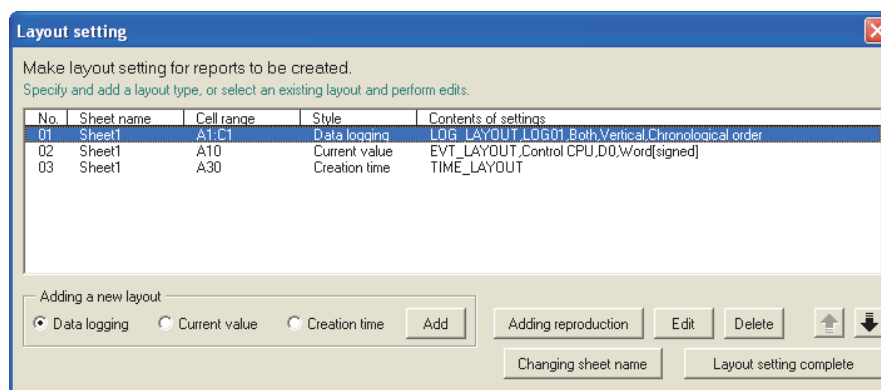 Layout setting
Make layout setting for reports to be created.
Specify and add a layout type, or select an existing layout and perform edits.
No. Sheet name Cell range Style Contents of settings
01 Sheet1 A1:C1 Data logging LOG_LAYOUT,LOG01,Both,Vertical,Chronological order
02 Sheet1 A10 Current value EVT_LAYOUT,Control CPU,D0,Word[signed]
03 Sheet1 A30 Creation time TIME_LAYOUT
Adding a new layout
Data logging Current value Creation time Add Adding reproduction Edit Delete
Changing sheet name Layout setting complete